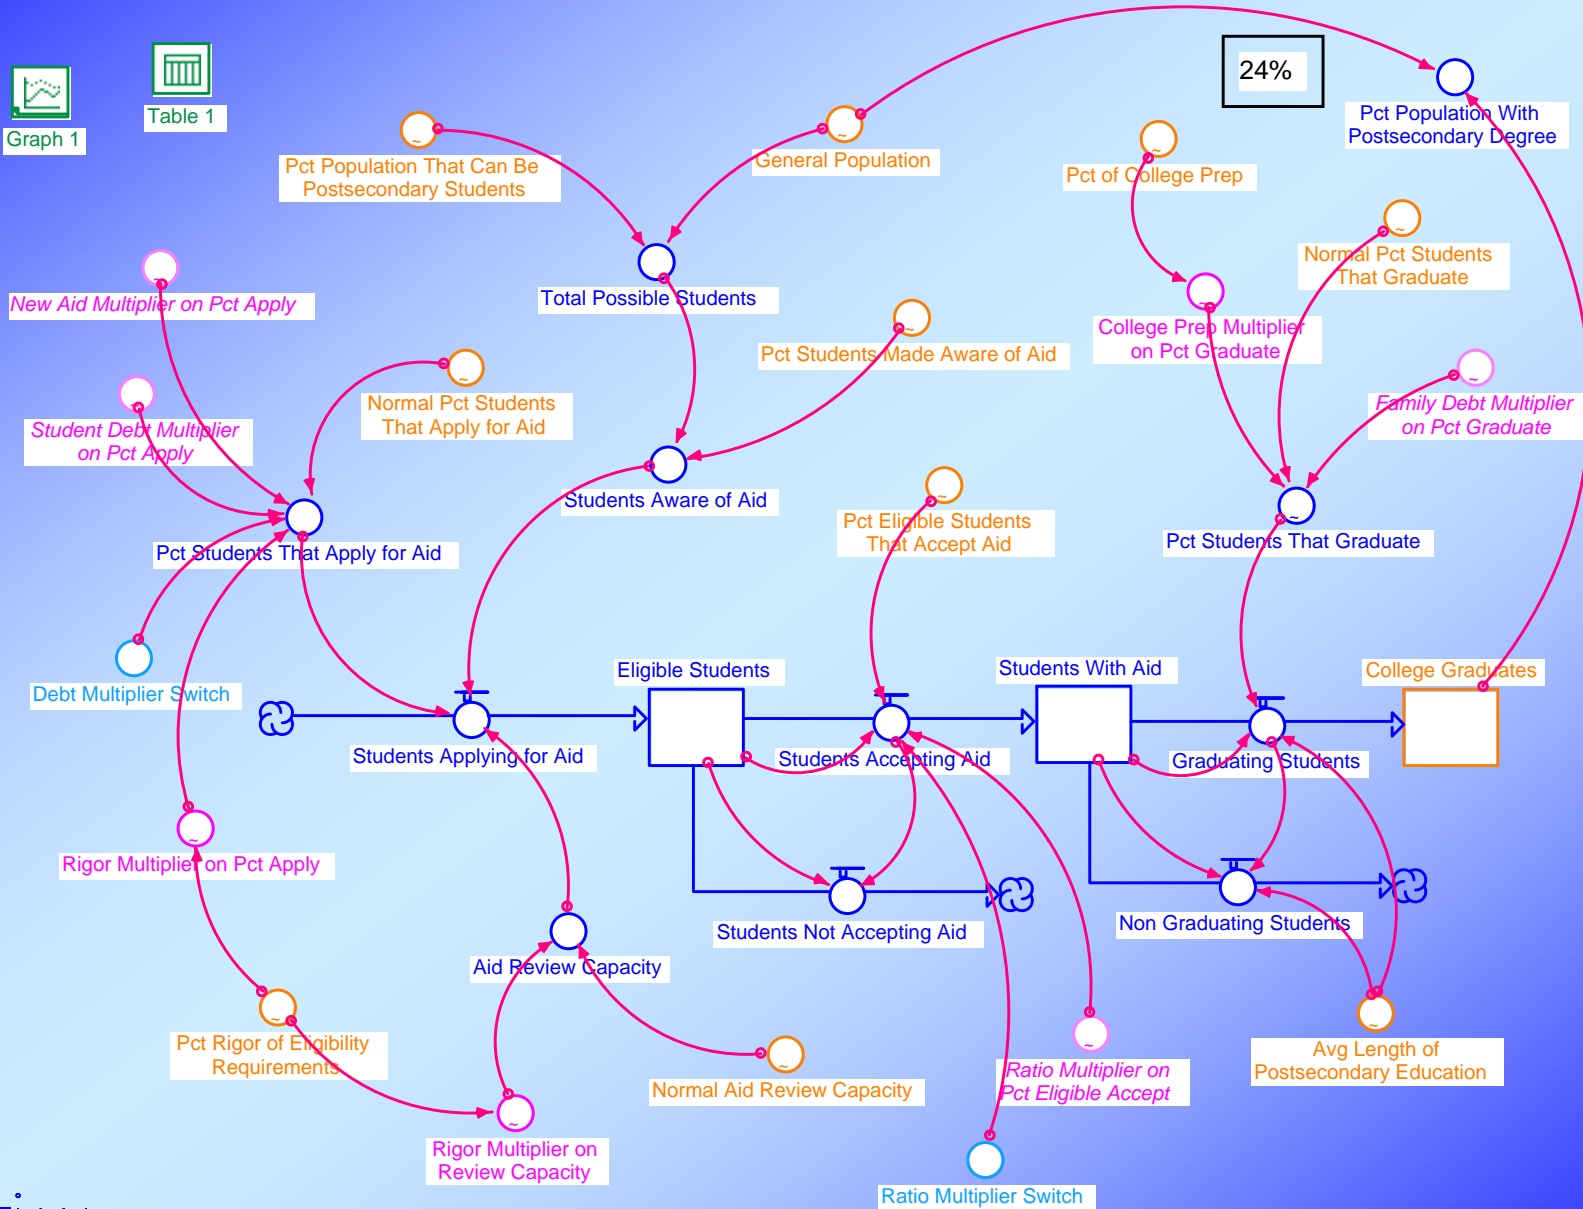 24%
Graph 1
Table 1
Pct Population With
Postsecondary Degree
Pct Population That Can Be
Postsecondary Students
General Population
Pct of College Prep
Normal Pct Students
That Graduate
New Aid Multiplier on Pct Apply
Total Possible Students
College Prep Multiplier
on Pct Graduate
Pct Students Made Aware of Aid
Normal Pct Students
That Apply for Aid
Student Debt Multiplier
on Pct Apply
Family Debt Multiplier
on Pct Graduate
Students Aware of Aid
Pct Eligible Students
That Accept Aid
Pct Students That Graduate
Pct Students That Apply for Aid
Debt Multiplier Switch
Eligible Students
Students With Aid
College Graduates
Students Applying for Aid
Students Accepting Aid
Graduating Students
Rigor Multiplier on Pct Apply
Students Not Accepting Aid
Non Graduating Students
Aid Review Capacity
Pct Rigor of Eligibility
Requirements
Normal Aid Review Capacity
Ratio Multiplier on
Pct Eligible Accept
Avg Length of
Postsecondary Education
Rigor Multiplier on
Review Capacity
Ratio Multiplier Switch